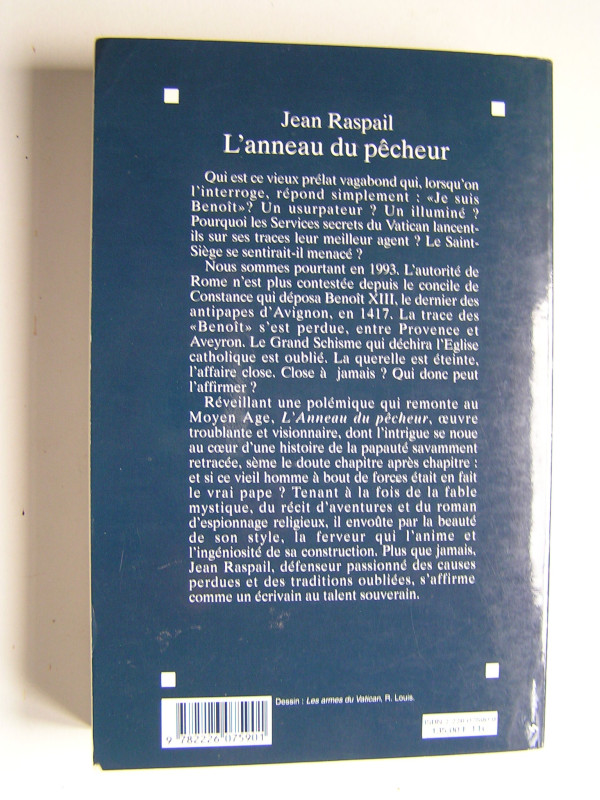 Jean Raspail
L'anneau du pêcheur
Qui est ce vieux prélat vagabond qui, lorsqu'on
l'interroge, répond simplement : «Je suis
Benoît»? Un usurpateur ? Un illuminé ?
Pourquoi les Services secrets du Vatican lancent-
ils sur ses traces leur meilleur agent ? Le Saint-
Siège se sentirait-il menacé ?
Nous sommes pourtant en 1993. L'autorité de
Rome n'est plus contestée depuis le concile de
Constance qui déposa Benoît XIII, le dernier des
antipapes d'Avignon, en 1417. La trace des
«Benoît» s'est perdue, entre Provence et
Aveyron. Le Grand Schisme qui déchira l'Eglise
catholique est oublié. La querelle est éteinte,
l'affaire close. Close à jamais ? Qui donc peut
l'affirmer ?
Réveillant une polémique qui remonte au
Moyen Age, L'Anneau du pêcheur, œuvre
troublante et visionnaire, dont l'intrigue se noue
au cœur d'une histoire de la papauté savamment
retracée, sème le doute chapitre après chapitre :
et si ce vieil homme à bout de forces était en fait
le vrai pape ? Tenant à la fois de la fable
mystique, du récit d'aventures et du roman
d'espionnage religieux, il envoûte par la beauté
de son style, la ferveur qui l'anime et
l'ingéniosité de sa construction. Plus que jamais,
Jean Raspail, défenseur passionné des causes
perdues et des traditions oubliées, s'affirme
comme un écrivain au talent souverain.
Dessin : Les armes du Vatican, R. Louis.
9 782226 075901
ISBN